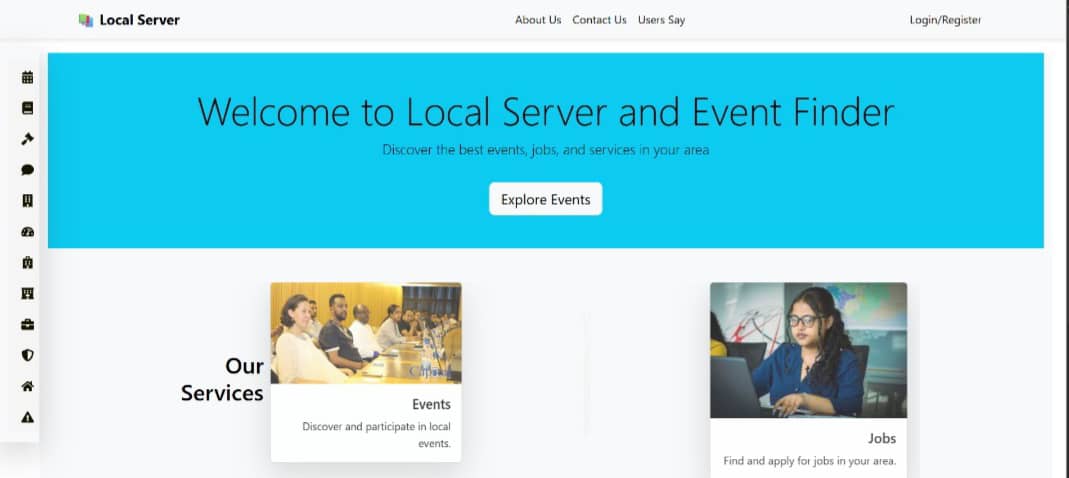 Local Server
About Us Contact Us Users Say
Login/Register
Welcome to Local Server and Event Finder
Discover the best events, jobs, and services in your area
Explore Events
Our
Services
Capital
Events
Discover and participate in local
events.
Jobs
Find and apply for jobs in your area.